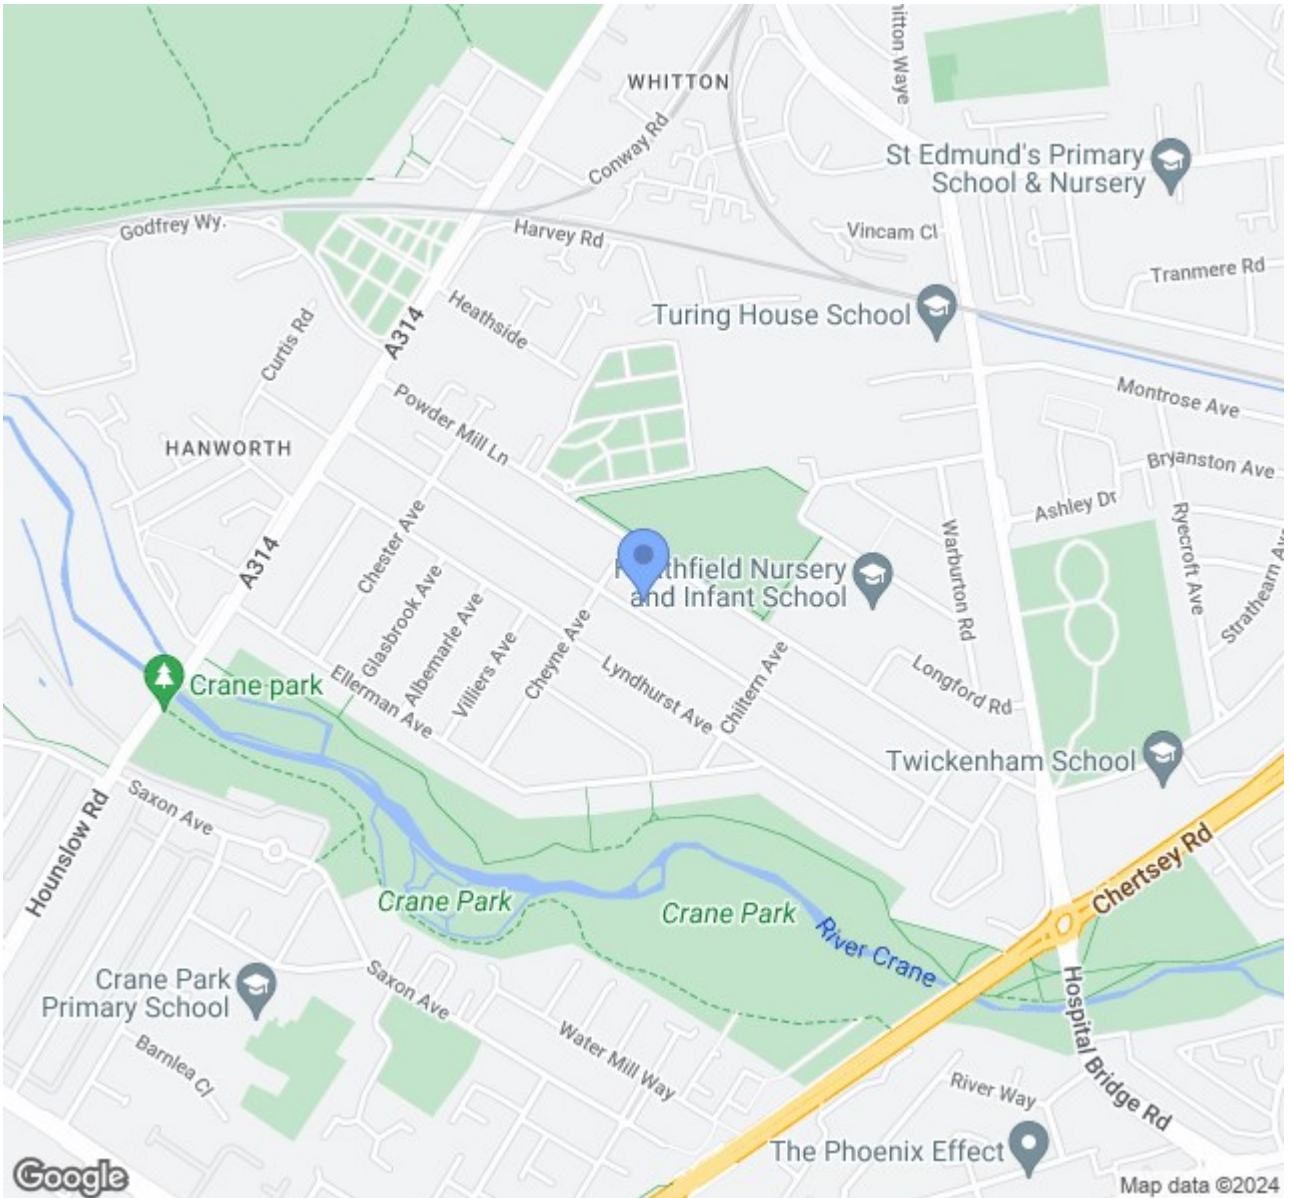 hitton Waye
WHITTON
Conway Rd
St Edmund's Primary
School & Nursery
Godfrey Wy.
Harvey Rd
Vincam Cl
Tranmere Rd
Heathside
Turing House School
Curtis Rd
A314
Montrose Ave
Powder Mill Ln
HANWORTH
Bryanston Ave
Ashley Dr
Chester Ave
Ryecroft Ave
Warburton Rd
A314
Strathearn Av
thfield Nursery
and Infant School
Glasbrook Ave
Albemarle Ave
Villiers Ave
Cheyne Ave
Lyndhurst Ave
Chiltern Ave
Longford Rd
Crane park
Ellerman Ave
Twickenham School
Saxon Ave
Hounslow Rd
Chertsey Rd
Crane Park
Crane Park
River Crane
Crane Park
Primary School
Saxon Ave
Hospital Bridge Rd
Water Mill Way
Barnlea Cl
River Way
The Phoenix Effect
Google
Map data ©2024